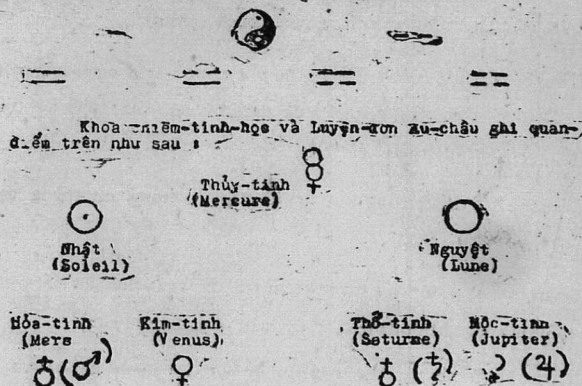 Khoa chiêm-tinh-học và Luyện-đơn Âu-châu ghi quan-
điểm trên như sau :
Thủy-tinh
(Mercure)
Nhật
(Soleil)
Nguyệt
(Lune)
Hỏa-tinh Kim-tinh Thổ-tinh Mộc-tinh
(Mars (Venus) (Saturne) (Jupiter)
♁ (♂) ♀ ♁ (♄) (♃)